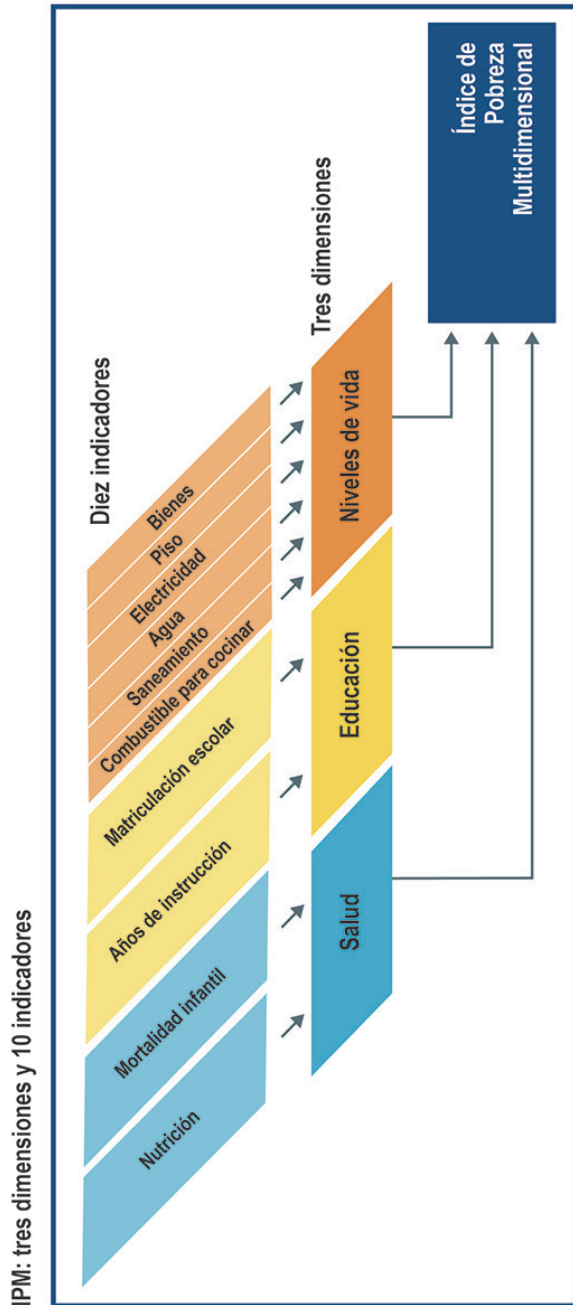 IPM: tres dimensiones y 10 indicadores
Diez indicadores
Nutrición
Mortalidad infantil
Años de instrucción
Matriculación escolar
Combustible para cocinar
Saneamiento
Agua
Electricidad
Piso
Bienes
Tres dimensiones
Salud
Educación
Niveles de vida
Índice de
Pobreza
Multidimensional